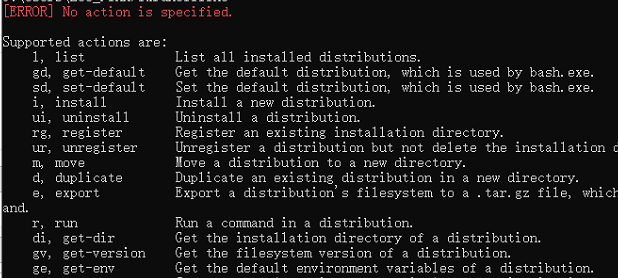 [ERROR] No action is specified.
Supported actions are:
l, list List all installed distributions.
gd, get-default Get the default distribution, which is used by bash.exe.
sd, set-default Set the default distribution, which is used by bash.exe.
i, install Install a new distribution.
ui, uninstall Uninstall a distribution.
rg, register Register an existing installation directory.
ur, unregister Unregister a distribution but not delete the installation d
m, move Move a distribution to a new directory.
d, duplicate Duplicate an existing distribution in a new directory.
e, export Export a distribution's filesystem to a .tar.gz file, which
and.
r, run Run a command in a distribution.
di, get-dir Get the installation directory of a distribution.
gv, get-version Get the filesystem version of a distribution.
ge, get-env Get the default environment variables of a distribution.